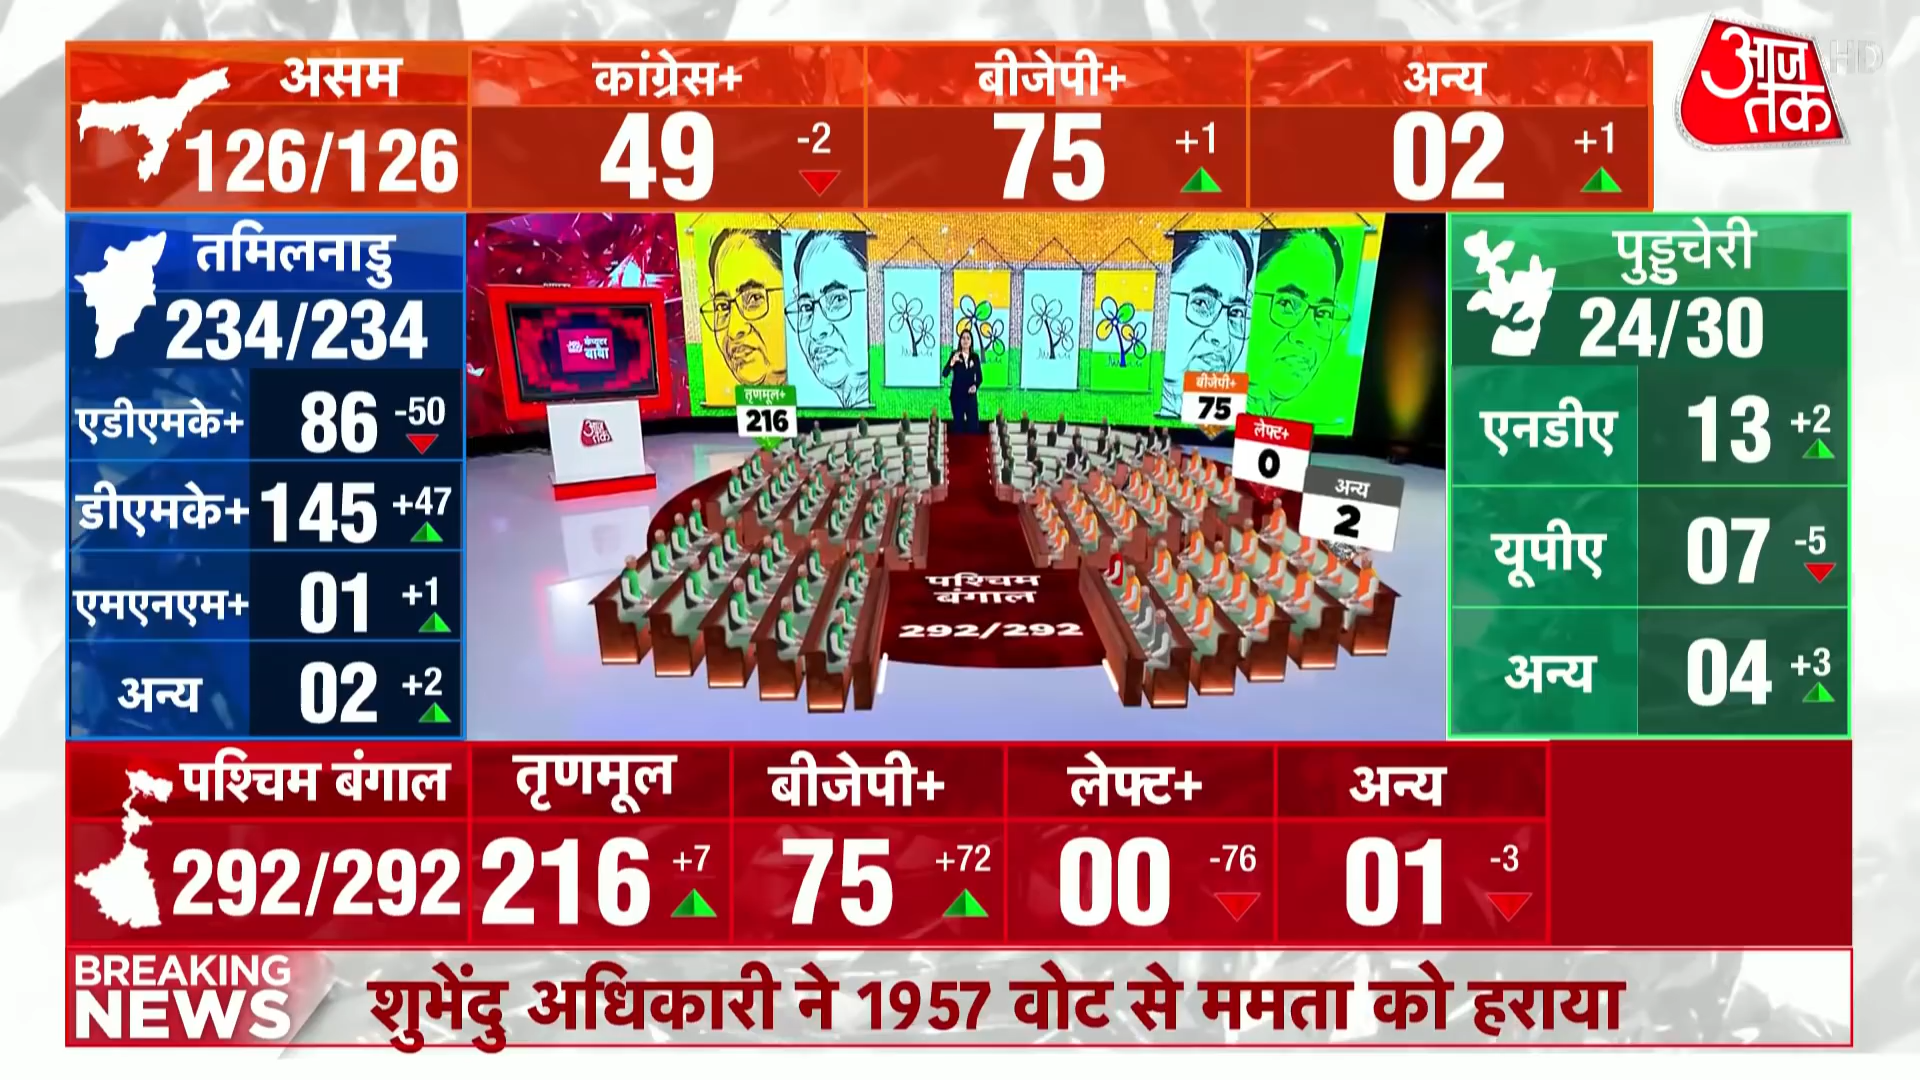 असम
126/126
कांग्रेस+
49
-2
बीजेपी+
75
+1
अन्य
02
+1
आज
तक
HD
तमिलनाडु
234/234
एडीएमके+
86
-50
डीएमके+
145
+47
एमएनएम+
01
+1
अन्य
02
+2
तृणमूल+
216
बीजेपी+
75
लेफ्ट+
0
अन्य
2
पश्चिम
बंगाल
292/292
पुडुचेरी
24/30
एनडीए
13
+2
यूपीए
07
-5
अन्य
04
+3
पश्चिम बंगाल
292/292
तृणमूल
216
+7
बीजेपी+
75
+72
लेफ्ट+
00
-76
अन्य
01
-3
BREAKING
NEWS
शुभेंदु अधिकारी ने 1957 वोट से ममता को हराया